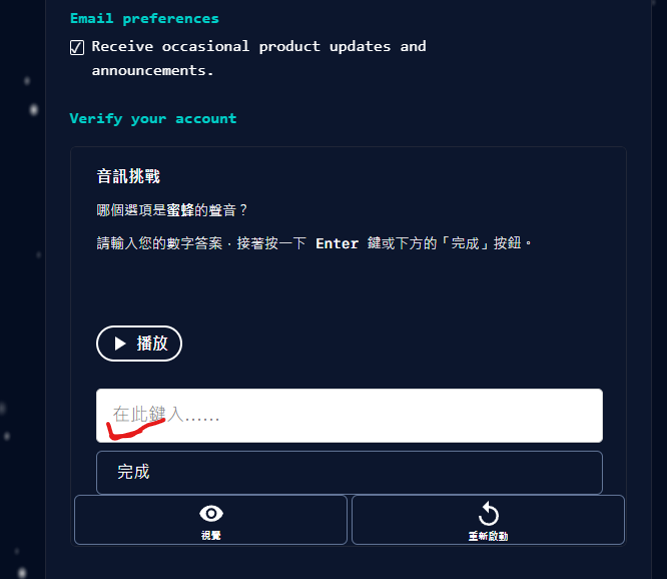 Email preferences
Receive occasional product updates and
announcements.
Verify your account
音訊挑戰
哪個選項是蜜蜂的聲音？
請輸入您的數字答案，接著按一下 Enter 鍵或下方的「完成」按鈕。
播放
在此鍵入......
完成
視覺
重新啟動